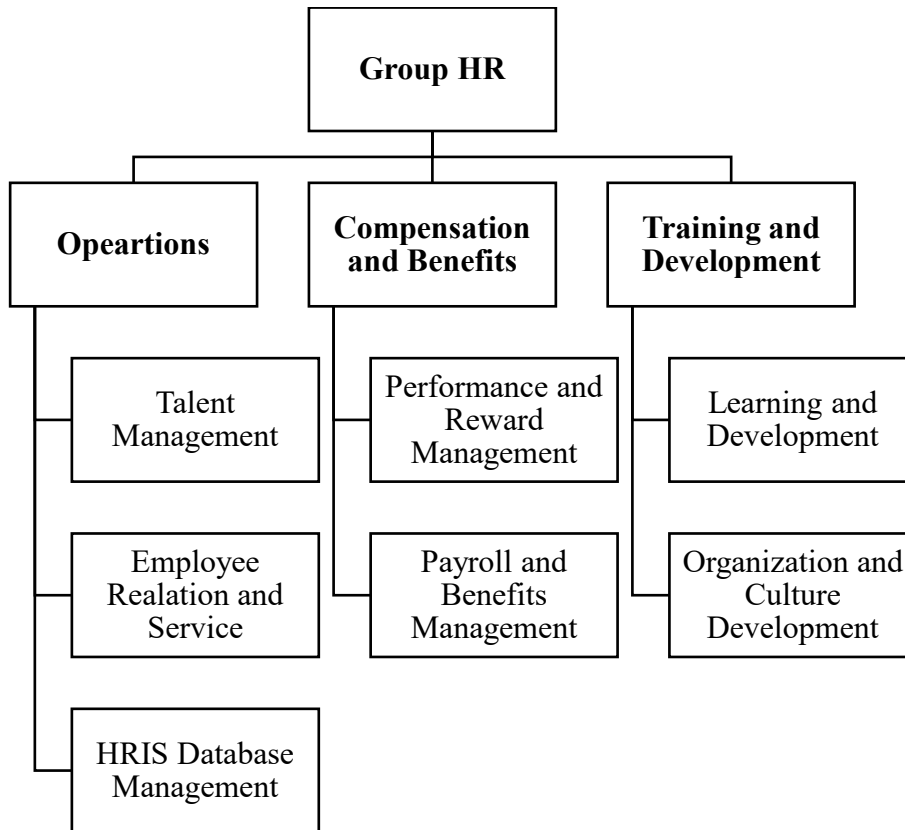 Group HR
Opeartions
Compensation
and Benefits
Training and
Development
Talent
Management
Performance and
Reward
Management
Learning and
Development
Employee
Realation and
Service
Payroll and
Benefits
Management
Organization and
Culture
Development
HRIS Database
Management